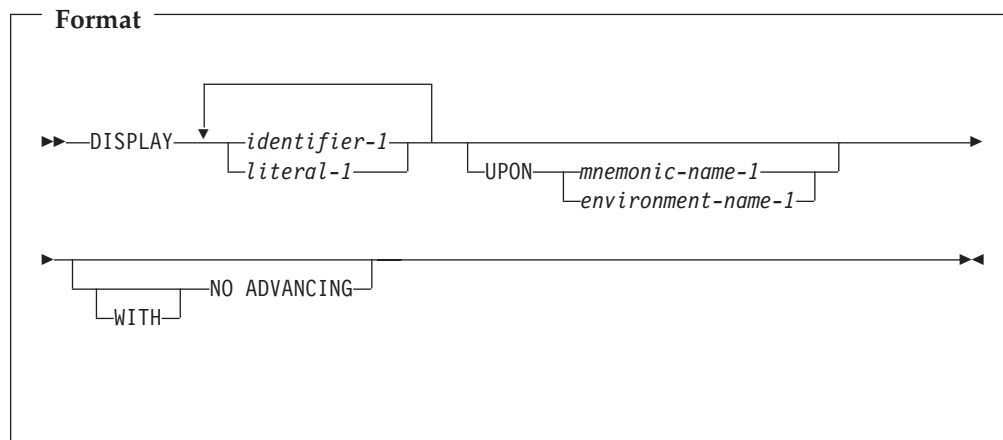 Format
DISPLAY identifier-1
literal-1
UPON mnemonic-name-1
environment-name-1
NO ADVANCING
WITH